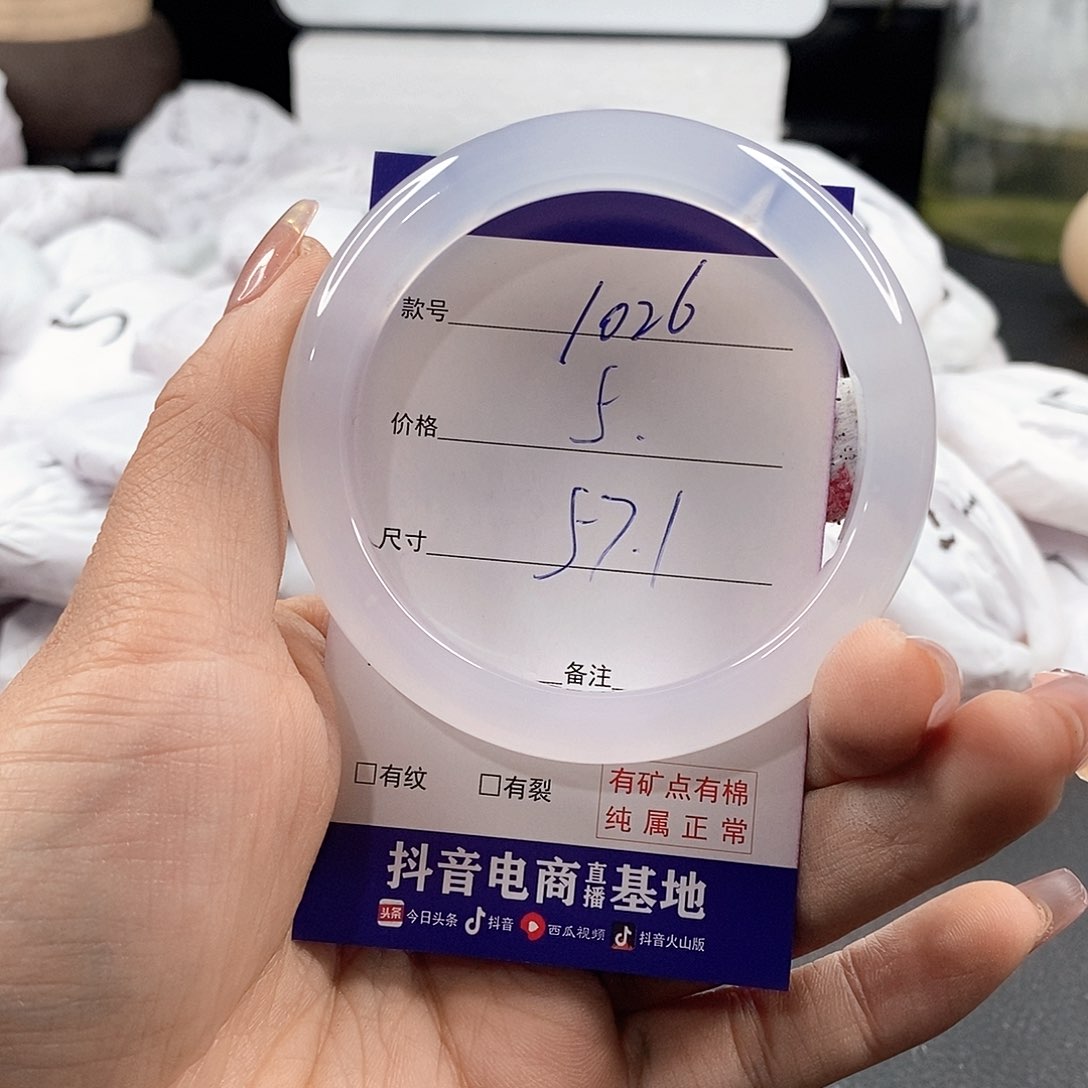 款号 1026
价格 5.
尺寸 57.1
备注
□有纹 □有裂
有矿点有棉
纯属正常
抖音电商直播基地
头条 今日头条 抖音 西瓜视频 抖音火山版